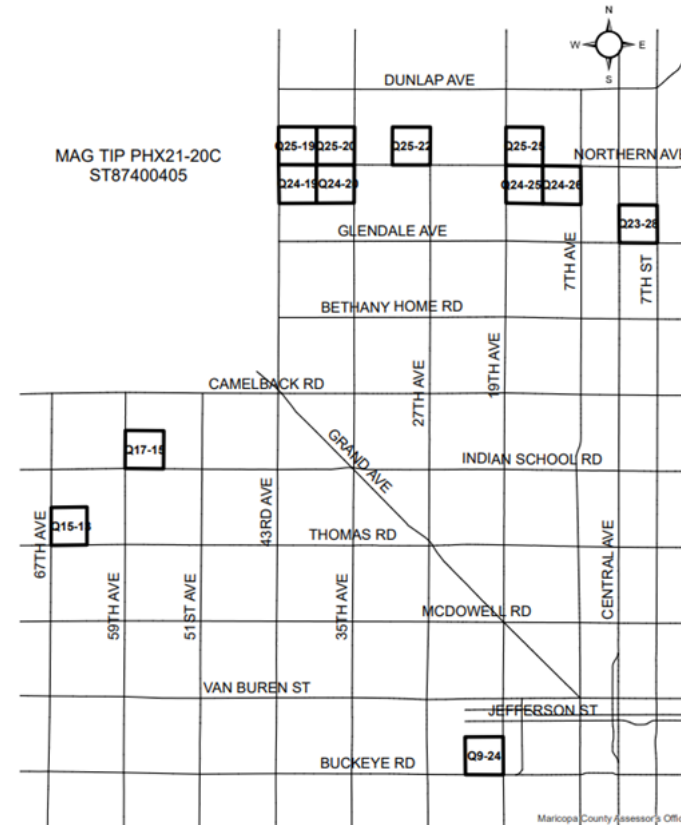 N
W E
S
DUNLAP AVE
MAG TIP PHX21-20C
ST87400405
Q25-19 Q25-20 Q25-22 Q25-25
NORTHERN AVE
Q24-19 Q24-20 Q24-25 Q24-26
Q23-28
GLENDALE AVE
7TH AVE
7TH ST
BETHANY HOME RD
CAMELBACK RD
27TH AVE
19TH AVE
Q17-15
GRAND AVE
INDIAN SCHOOL RD
43RD AVE
67TH AVE
THOMAS RD
CENTRAL AVE
59TH AVE
51ST AVE
35TH AVE
MCDOWELL RD
VAN BUREN ST
JEFFERSON ST
Q9-24
BUCKEYE RD
Maricopa County Assessor's Offic